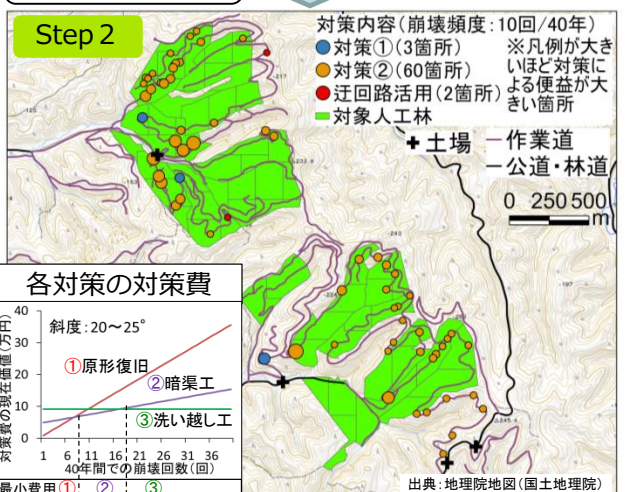 Step 2
対策内容(崩壊頻度:10回/40年)
対策①(3箇所)
対策②(60箇所)
迂回路活用(2箇所)
対象人工林
※凡例が大き
いほど対策に
よる便益が大
きい箇所
土場
作業道
公道・林道
0 250 500
m
各対策の対策費
対策費の現在価値(万円)
40
30
20
10
0
斜度:20~25°
①原形復旧
②暗渠工
③洗い越し工
1 6 11 16 21 26 31 36
40年間での崩壊回数(回)
最小費用 ① ② ③
出典:地理院地図(国土地理院)